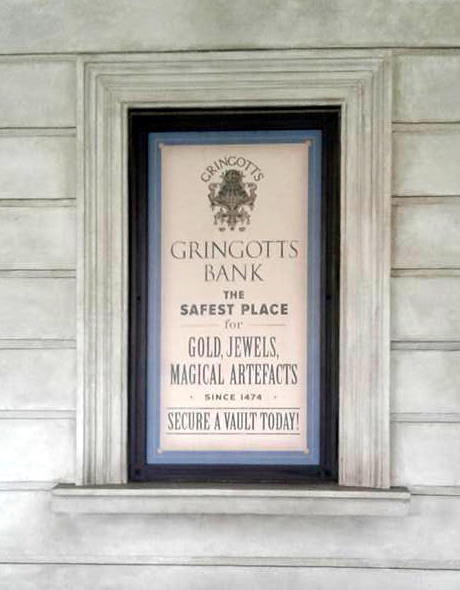 GRINGOTTS
GRINGOTTS
BANK
THE
SAFEST PLACE
for
GOLD, JEWELS,
MAGICAL ARTEFACTS
• SINCE 1474 •
SECURE A VAULT TODAY!